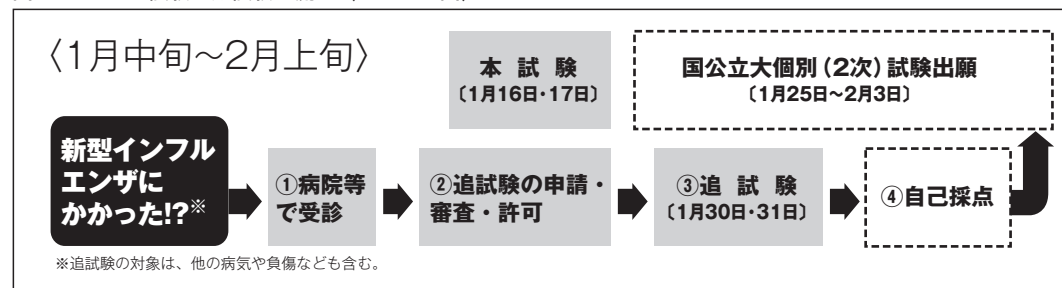 〈1月中旬～2月上旬〉
本 試 験
〔1月16日・17日〕
国公立大個別（2次）試験出願
〔1月25日～2月3日〕
新型インフル
エンザに
かかった!?※
①病院等
で受診
②追試験の申請・
審査・許可
③追 試 験
〔1月30日・31日〕
④自己採点
※追試験の対象は、他の病気や負傷なども含む。